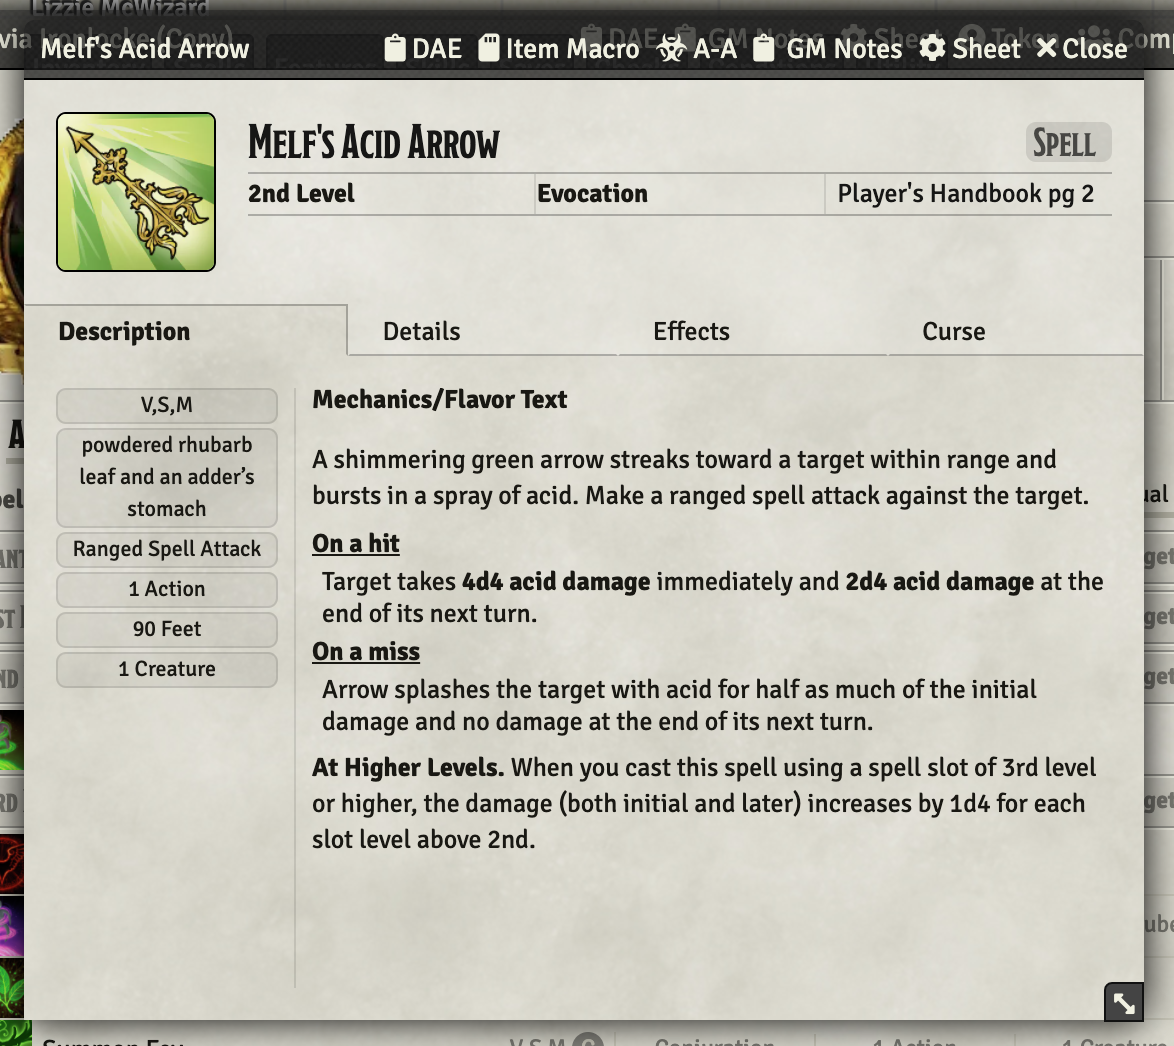 Lizzie McWizard
Melf's Acid Arrow DAE Item Macro A-A GM Notes Sheet Close
Melf's Acid Arrow
Spell
2nd Level Evocation Player's Handbook pg 2
Description Details Effects Curse
V,S,M
powdered rhubarb
leaf and an adder's
stomach
Ranged Spell Attack
1 Action
90 Feet
1 Creature
Mechanics/Flavor Text
A shimmering green arrow streaks toward a target within range and
bursts in a spray of acid. Make a ranged spell attack against the target.
On a hit
Target takes 4d4 acid damage immediately and 2d4 acid damage at the
end of its next turn.
On a miss
Arrow splashes the target with acid for half as much of the initial
damage and no damage at the end of its next turn.
At Higher Levels. When you cast this spell using a spell slot of 3rd level
or higher, the damage (both initial and later) increases by 1d4 for each
slot level above 2nd.
Summon Fey V,S,M Conjuration 1 Action 1 Creature